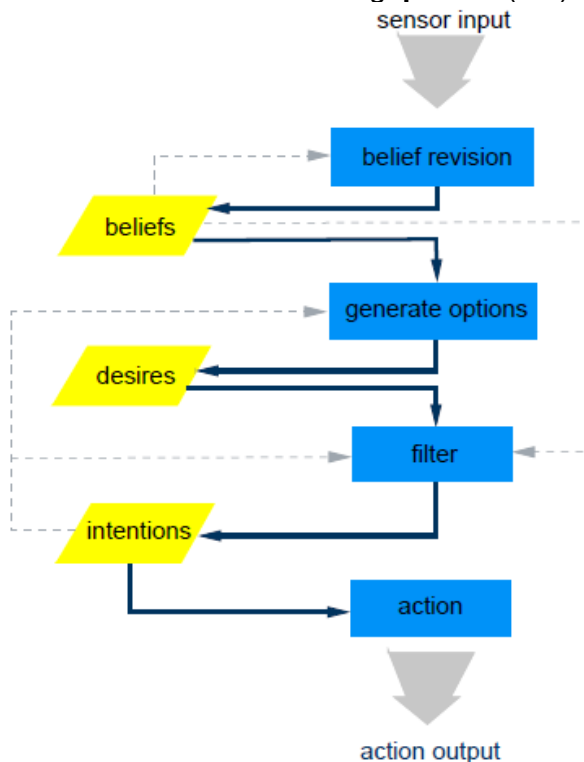 sensor input
belief revision
beliefs
generate options
desires
filter
intentions
action
action output